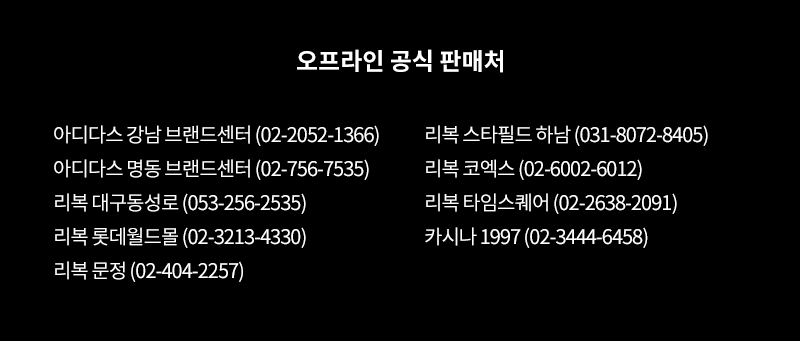 오프라인 공식 판매처
아디다스 강남 브랜드센터 (02-2052-1366)
아디다스 명동 브랜드센터 (02-756-7535)
리복 대구동성로 (053-256-2535)
리복 롯데월드몰 (02-3213-4330)
리복 문정 (02-404-2257)
리복 스타필드 하남 (031-8072-8405)
리복 코엑스 (02-6002-6012)
리복 타임스퀘어 (02-2638-2091)
카시나 1997 (02-3444-6458)